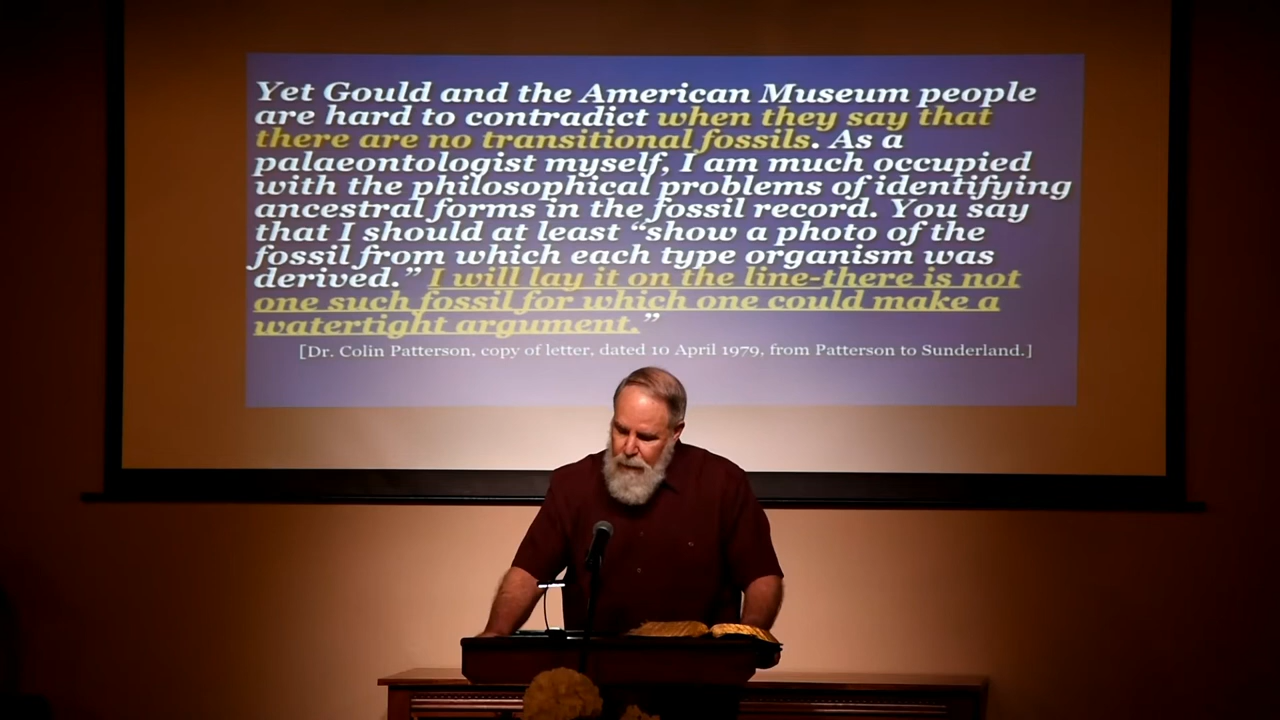 Yet Gould and the American Museum people
are hard to contradict when they say that
there are no transitional fossils. As a
palaeontologist myself, I am much occupied
with the philosophical problems of identifying
ancestral forms in the fossil record. You say
that I should at least “show a photo of the
fossil from which each type organism was
derived.” I will lay it on the line-there is not
one such fossil for which one could make a
watertight argument.”
[Dr. Colin Patterson, copy of letter, dated 10 April 1979, from Patterson to Sunderland.]